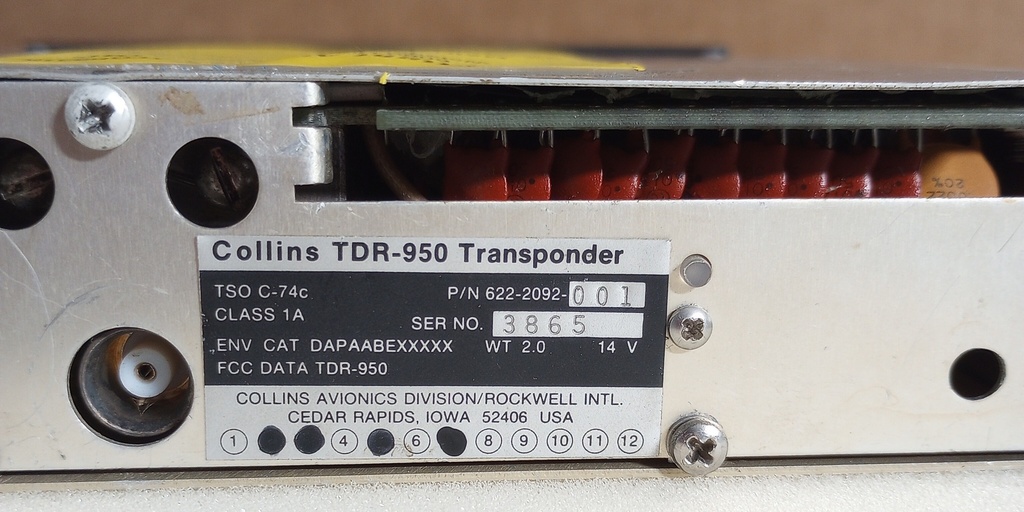 Collins TDR-950 Transponder
TSO C-74c P/N 622-2092-001
CLASS 1A SER NO. 3865
ENV CAT DAPAABEXXXXX WT 2.0 14 V
FCC DATA TDR-950
COLLINS AVIONICS DIVISION/ROCKWELL INTL.
CEDAR RAPIDS, IOWA 52406 USA
1 4 6 8 9 10 11 12
20%